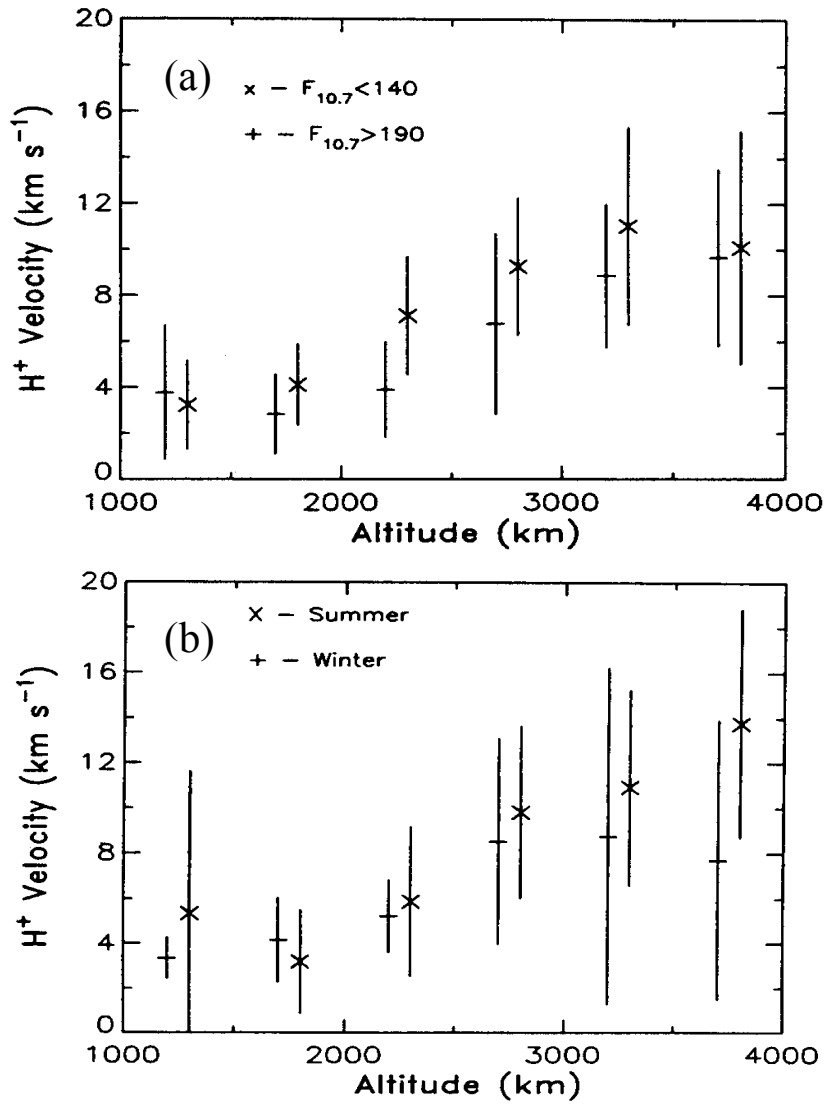 20
(a)
× – F10.7<140
16
+ – F10.7>190
12
8
4
0
H+ Velocity (km s−1)
1000 2000 3000 4000
Altitude (km)
20
(b)
× – Summer
16
+ – Winter
12
8
4
0
H+ Velocity (km s−1)
1000 2000 3000 4000
Altitude (km)